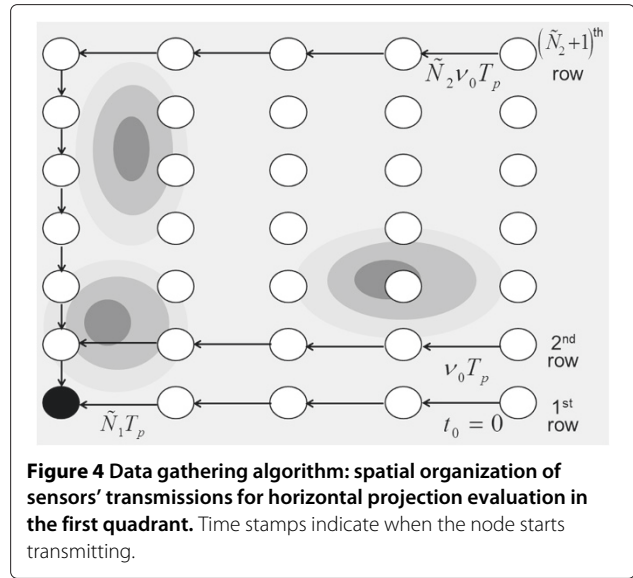 (Ñ₂+1)ᵗʰ
row
Ñ₂ν₀Tₚ
2ⁿᵈ
row
ν₀Tₚ
1ˢᵗ
row
Ñ₁Tₚ
t₀ = 0
Figure 4 Data gathering algorithm: spatial organization of
sensors’ transmissions for horizontal projection evaluation in
the first quadrant. Time stamps indicate when the node starts
transmitting.